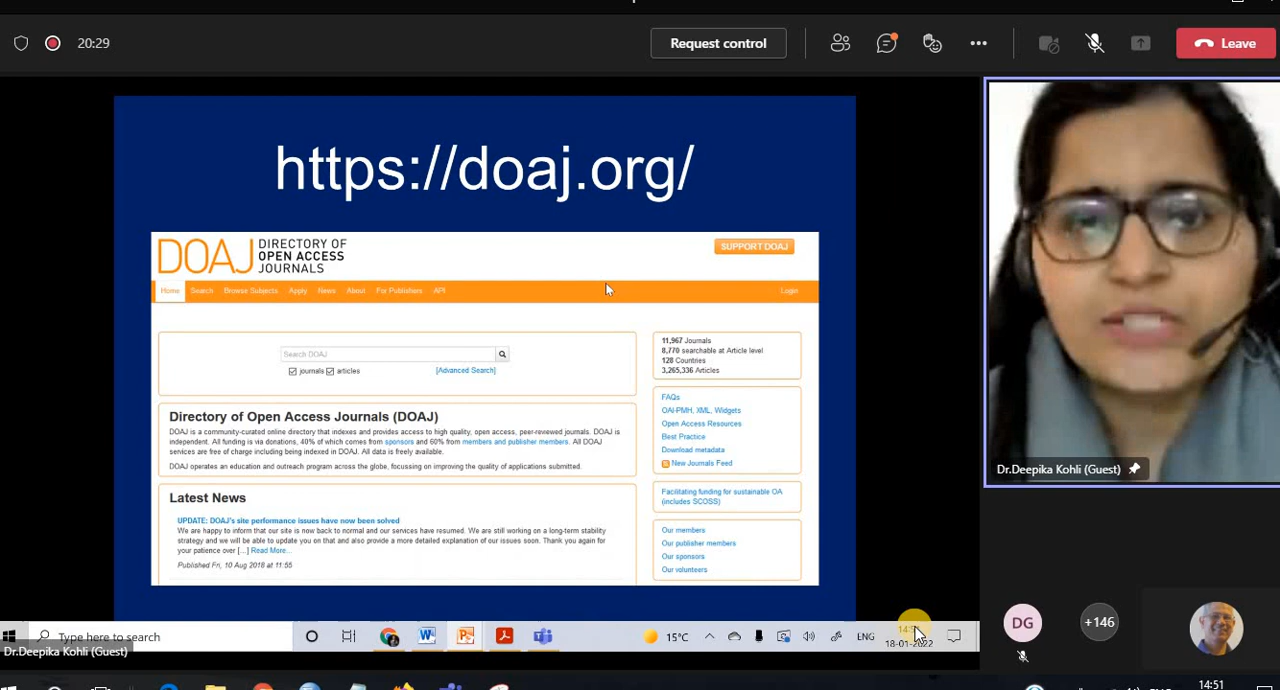 20:29
Request control
Leave
https://doaj.org/
DOAJ DIRECTORY OF
OPEN ACCESS
JOURNALS
SUPPORT DOAJ
Home Search Browse Subjects Apply News About For Publishers API Login
Search DOAJ
journals articles [Advanced Search]
11,967 Journals
8,770 searchable at Article level
128 Countries
3,265,336 Articles
Directory of Open Access Journals (DOAJ)
DOAJ is a community-curated online directory that indexes and provides access to high quality, open access, peer-reviewed journals. DOAJ is
independent. All funding is via donations, 40% of which comes from sponsors and 60% from members and publisher members. All DOAJ
services are free of charge including being indexed in DOAJ. All data is freely available.
DOAJ operates an education and outreach program across the globe, focussing on improving the quality of applications submitted.
FAQs
OAI-PMH, XML, Widgets
Open Access Resources
Best Practice
Download metadata
New Journals Feed
Facilitating funding for sustainable OA
(includes SCOSS)
Latest News
UPDATE: DOAJ's site performance issues have now been solved
We are happy to inform that our site is now back to normal and our services have resumed. We are still working on a long-term stability
strategy and we will be able to update you on that and also provide a more detailed explanation of our issues soon. Thank you again for
your patience over [...] Read More...
Published Fri, 10 Aug 2018 at 11:55
Our members
Our publisher members
Our sponsors
Our volunteers
Dr.Deepika Kohli (Guest)
DG
+146
Type here to search
15°C
ENG
18-01-2022
Dr.Deepika Kohli (Guest)
14:51